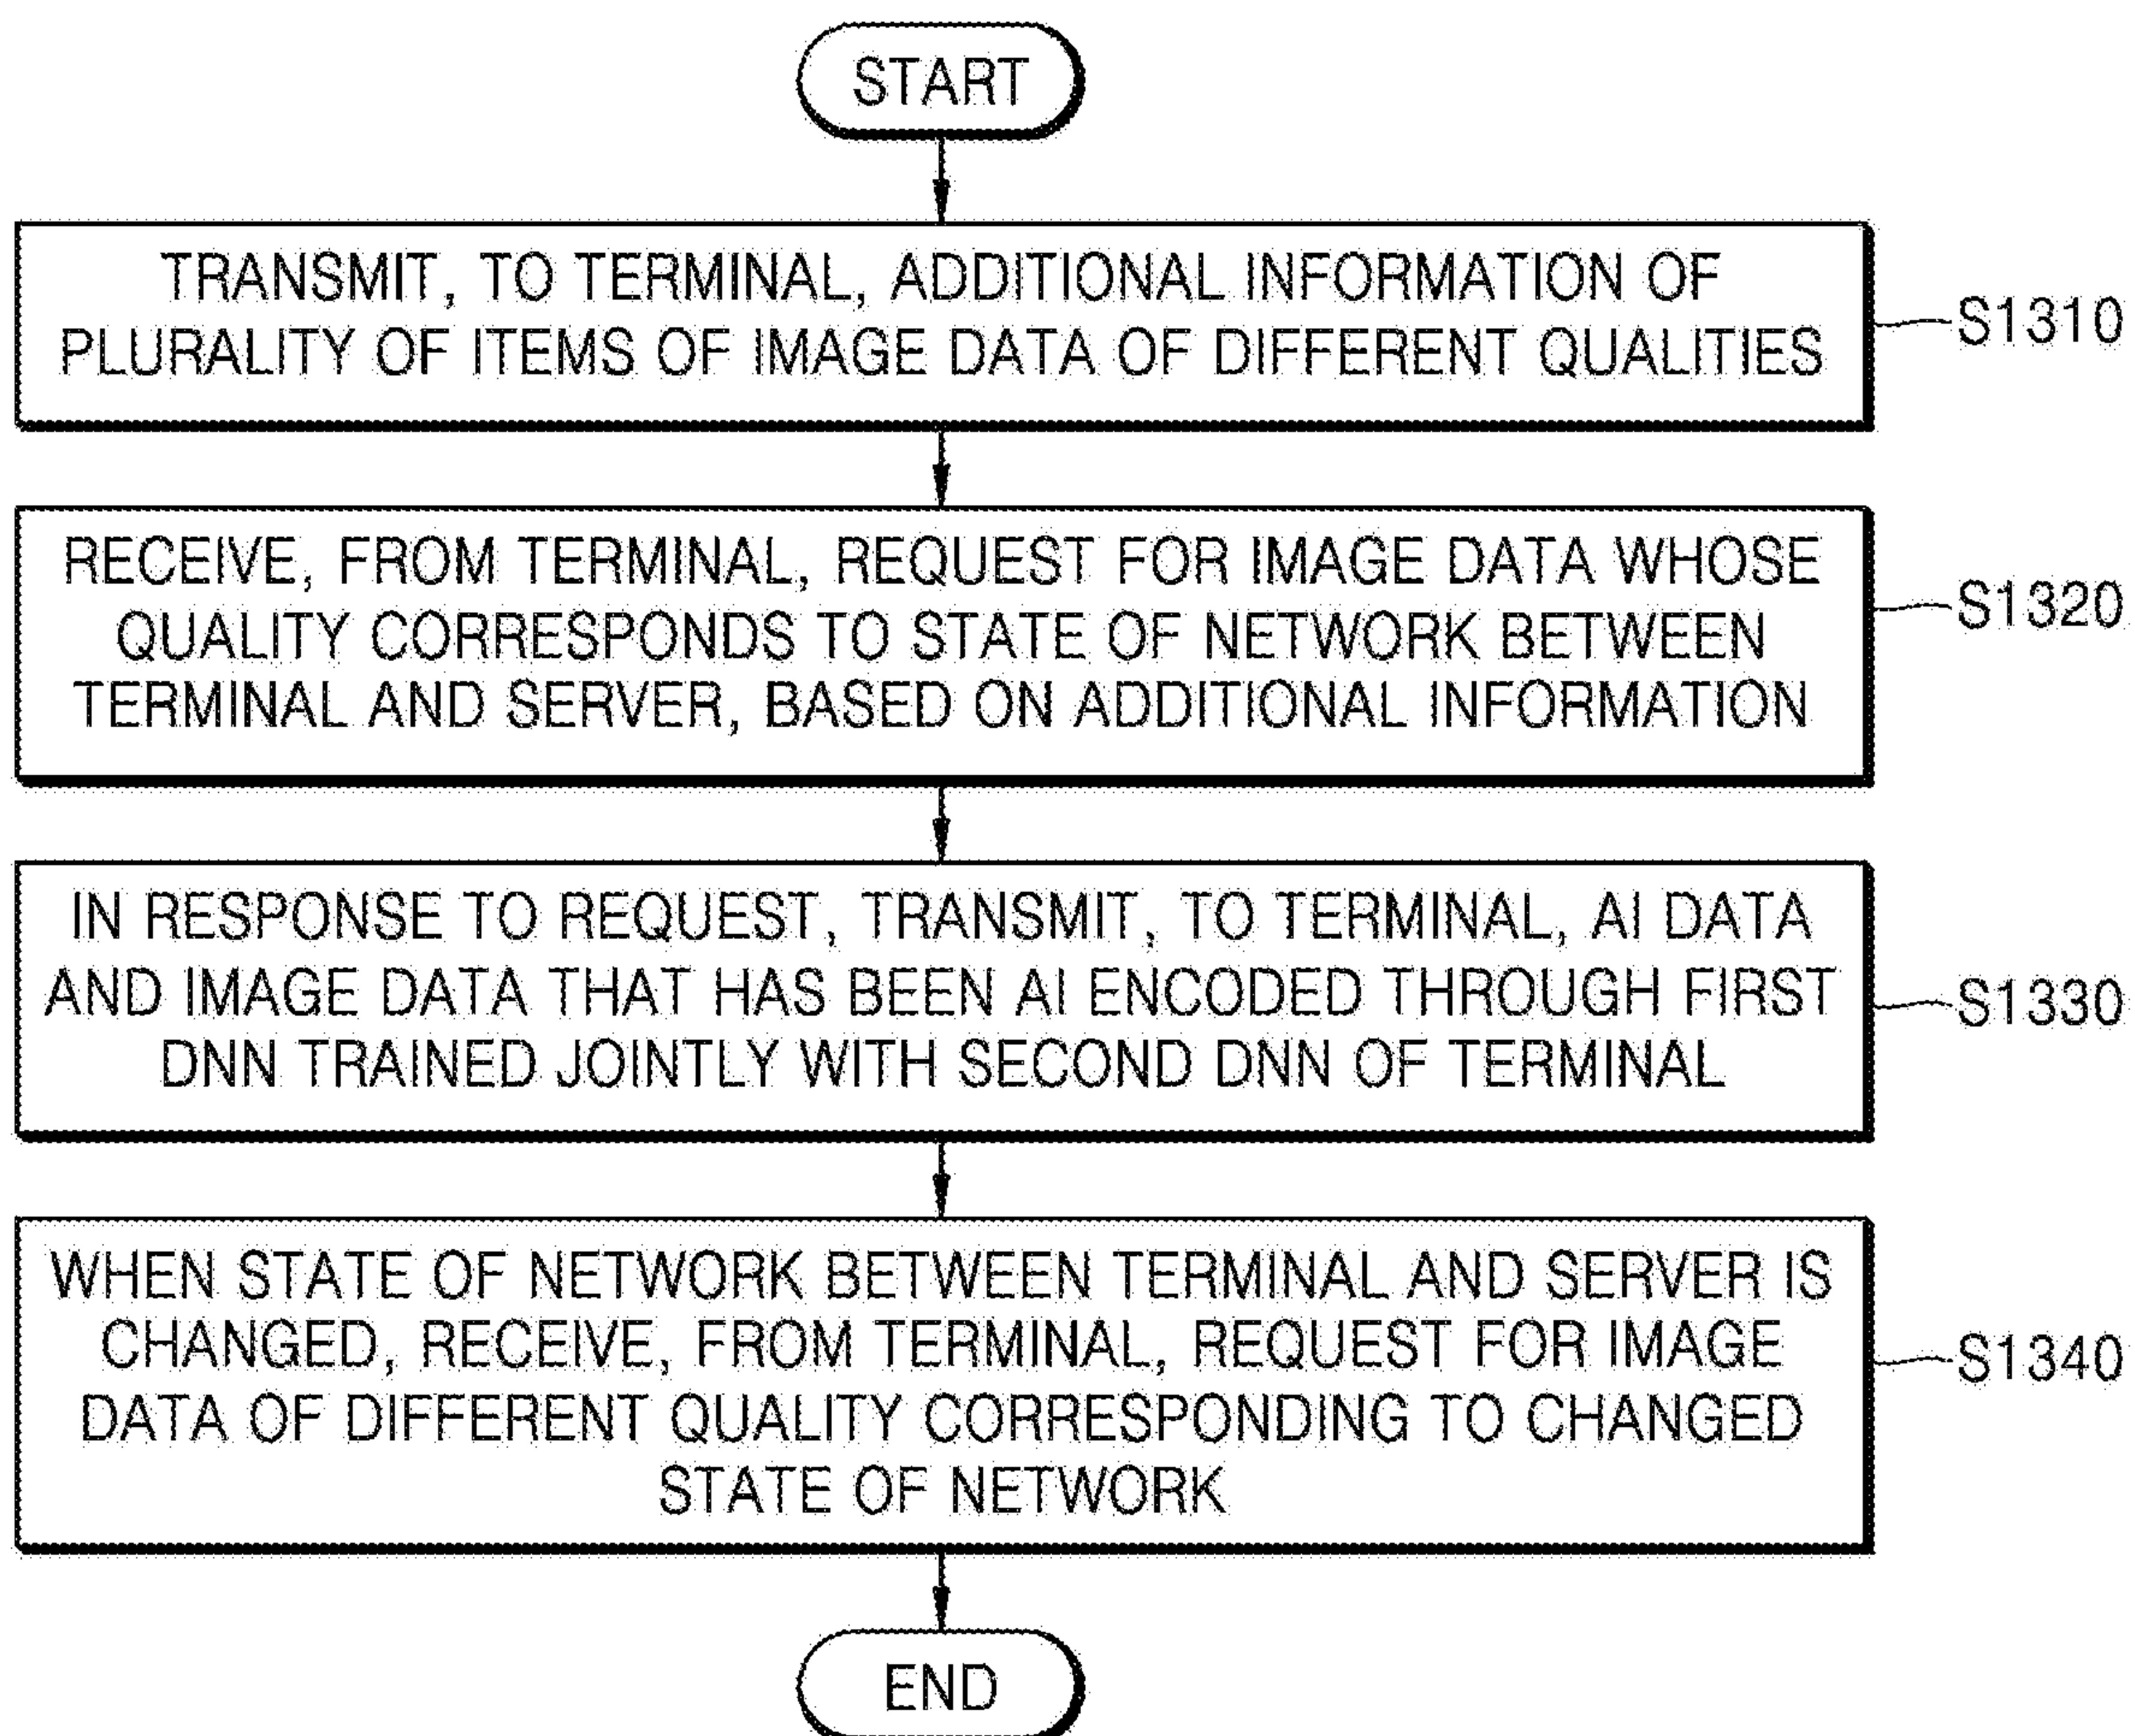 START
TRANSMIT, TO TERMINAL, ADDITIONAL INFORMATION OF
PLURALITY OF ITEMS OF IMAGE DATA OF DIFFERENT QUALITIES
S1310
RECEIVE, FROM TERMINAL, REQUEST FOR IMAGE DATA WHOSE
QUALITY CORRESPONDS TO STATE OF NETWORK BETWEEN
TERMINAL AND SERVER, BASED ON ADDITIONAL INFORMATION
S1320
IN RESPONSE TO REQUEST, TRANSMIT, TO TERMINAL, AI DATA
AND IMAGE DATA THAT HAS BEEN AI ENCODED THROUGH FIRST
DNN TRAINED JOINTLY WITH SECOND DNN OF TERMINAL
S1330
WHEN STATE OF NETWORK BETWEEN TERMINAL AND SERVER IS
CHANGED, RECEIVE, FROM TERMINAL, REQUEST FOR IMAGE
DATA OF DIFFERENT QUALITY CORRESPONDING TO CHANGED
STATE OF NETWORK
S1340
END